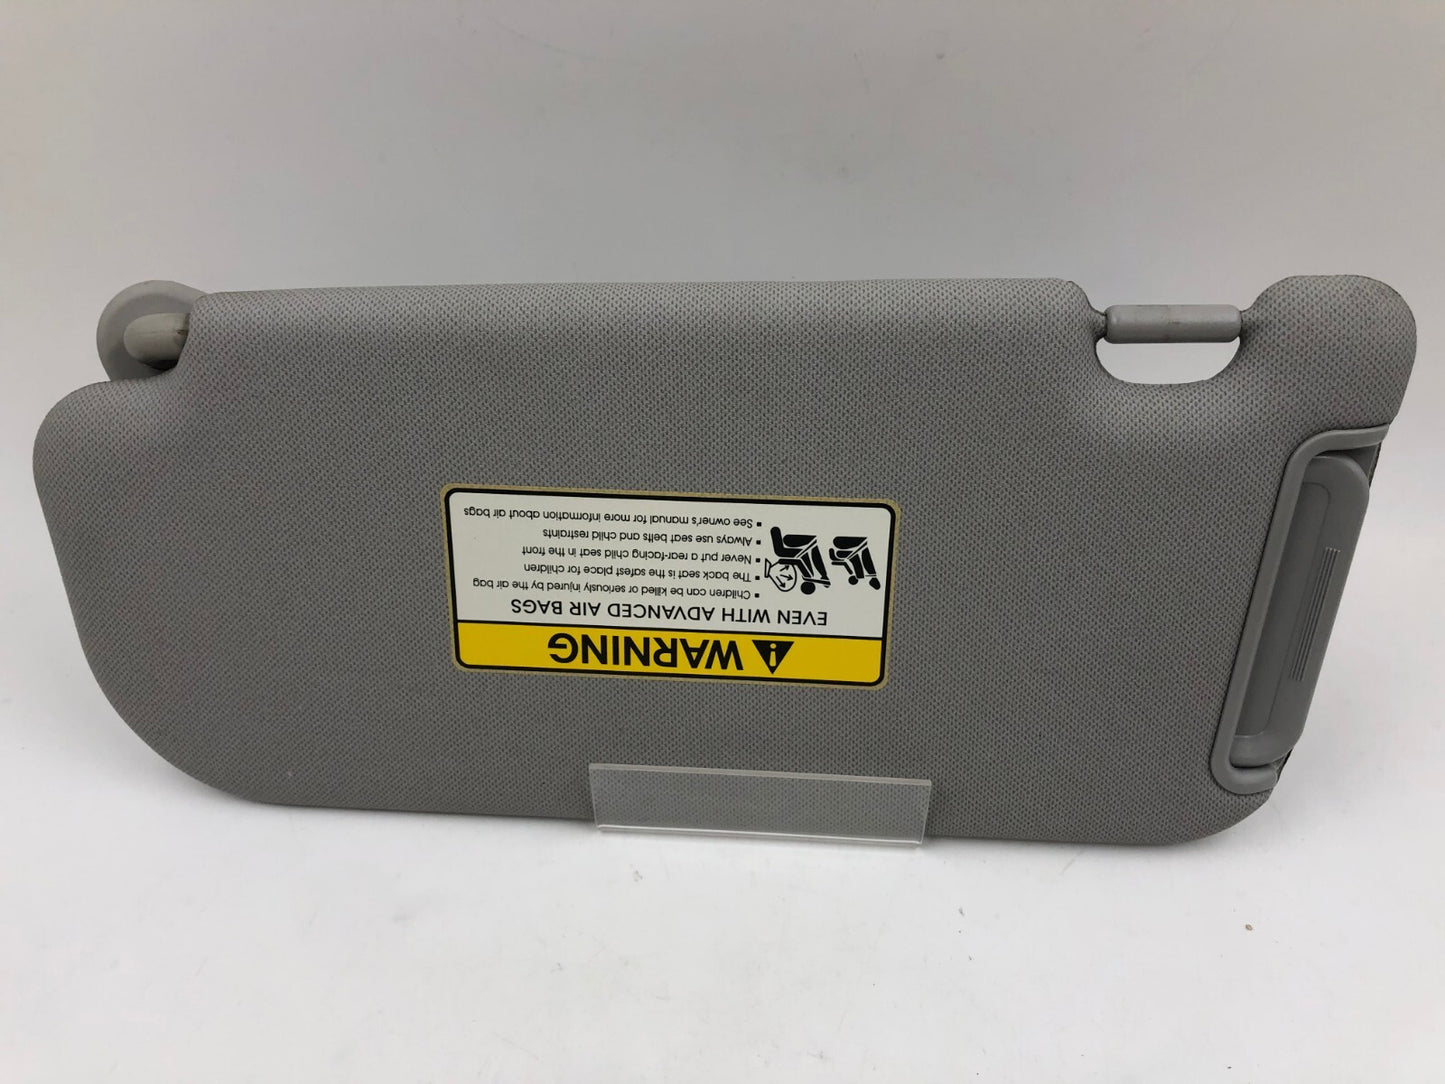 WARNING
EVEN WITH ADVANCED AIR BAGS
▪ Children can be killed or seriously injured by the air bag
▪ The back seat is the safest place for children
▪ Never put a rear-facing child seat in the front
▪ Always use seat belts and child restraints
▪ See owner's manual for more information about air bags